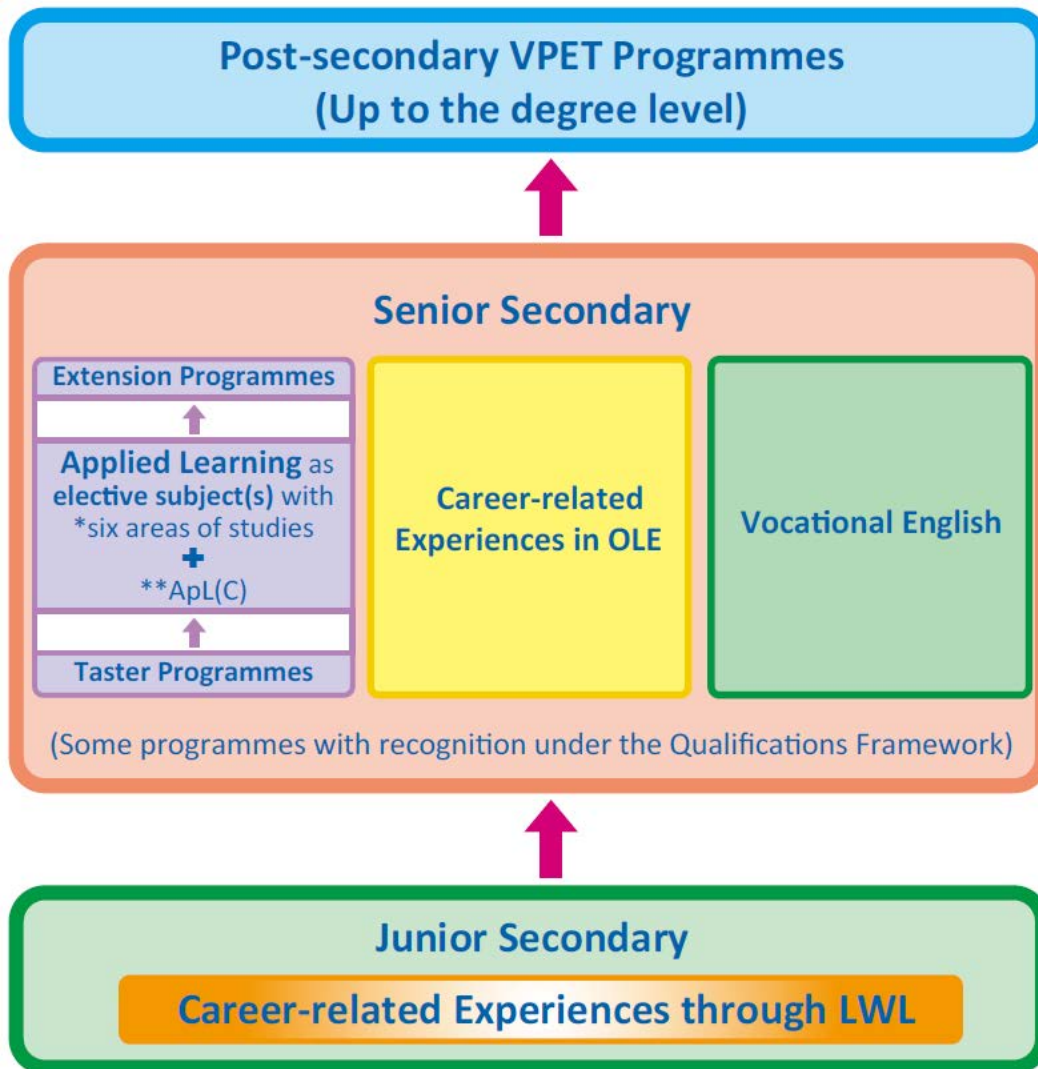 Post-secondary VPET Programmes
(Up to the degree level)
Senior Secondary
Extension Programmes
Applied Learning as
elective subject(s) with
*six areas of studies
+
**ApL(C)
Taster Programmes
Career-related
Experiences in OLE
Vocational English
(Some programmes with recognition under the Qualifications Framework)
Junior Secondary
Career-related Experiences through LWL